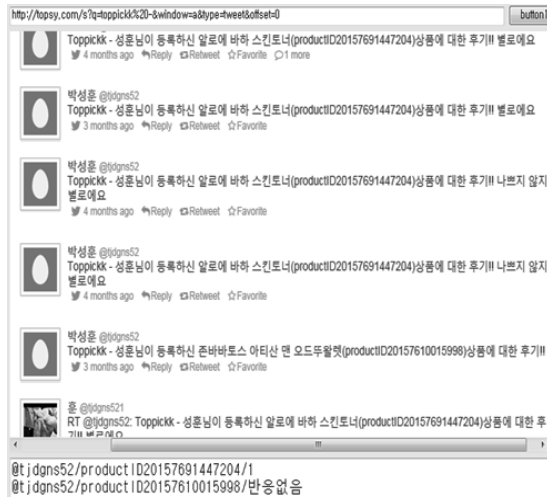 http://topsy.com/s?q=toppickk%20-&window=a&type=tweet&offset=0
button1
Toppickk - 성훈님이 등록하신 알로에 바하 스킨토너(productID20157691447204)상품에 대한 후기!! 별로에요
4 months ago Reply Retweet Favorite 1 more
박성훈 @tjdgns52
Toppickk - 성훈님이 등록하신 알로에 바하 스킨토너(productID20157691447204)상품에 대한 후기!! 별로에요
3 months ago Reply Retweet Favorite
박성훈 @tjdgns52
Toppickk - 성훈님이 등록하신 알로에 바하 스킨토너(productID20157691447204)상품에 대한 후기!! 나쁘지 않지
별로에요
4 months ago Reply Retweet Favorite
박성훈 @tjdgns52
Toppickk - 성훈님이 등록하신 알로에 바하 스킨토너(productID20157691447204)상품에 대한 후기!! 나쁘지 않지
별로에요
4 months ago Reply Retweet Favorite
박성훈 @tjdgns52
Toppickk - 성훈님이 등록하신 존바바토스 아티산 맨 오드뚜왈렛(productID20157610015998)상품에 대한 후기!!
3 months ago Reply Retweet Favorite
훈 @tjdgns521
RT @tjdgns52: Toppickk - 성훈님이 등록하신 알로에 바하 스킨토너(productID20157691447204)상품에 대한 후
기!! 별로에요
@tjdgns52/productID20157691447204/1
@tjdgns52/productID20157610015998/반응없음